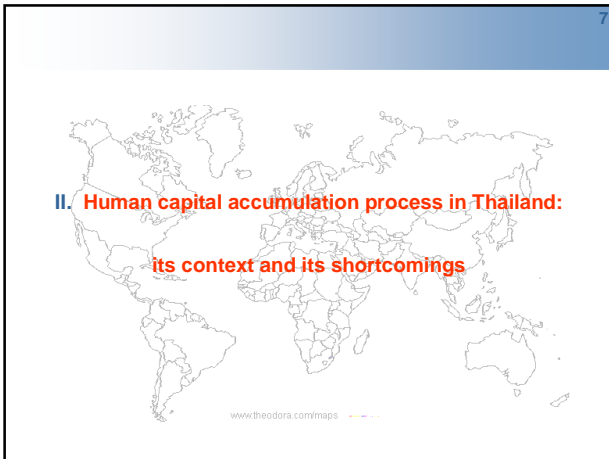 7
II. Human capital accumulation process in Thailand:
its context and its shortcomings
www.theodora.com/maps